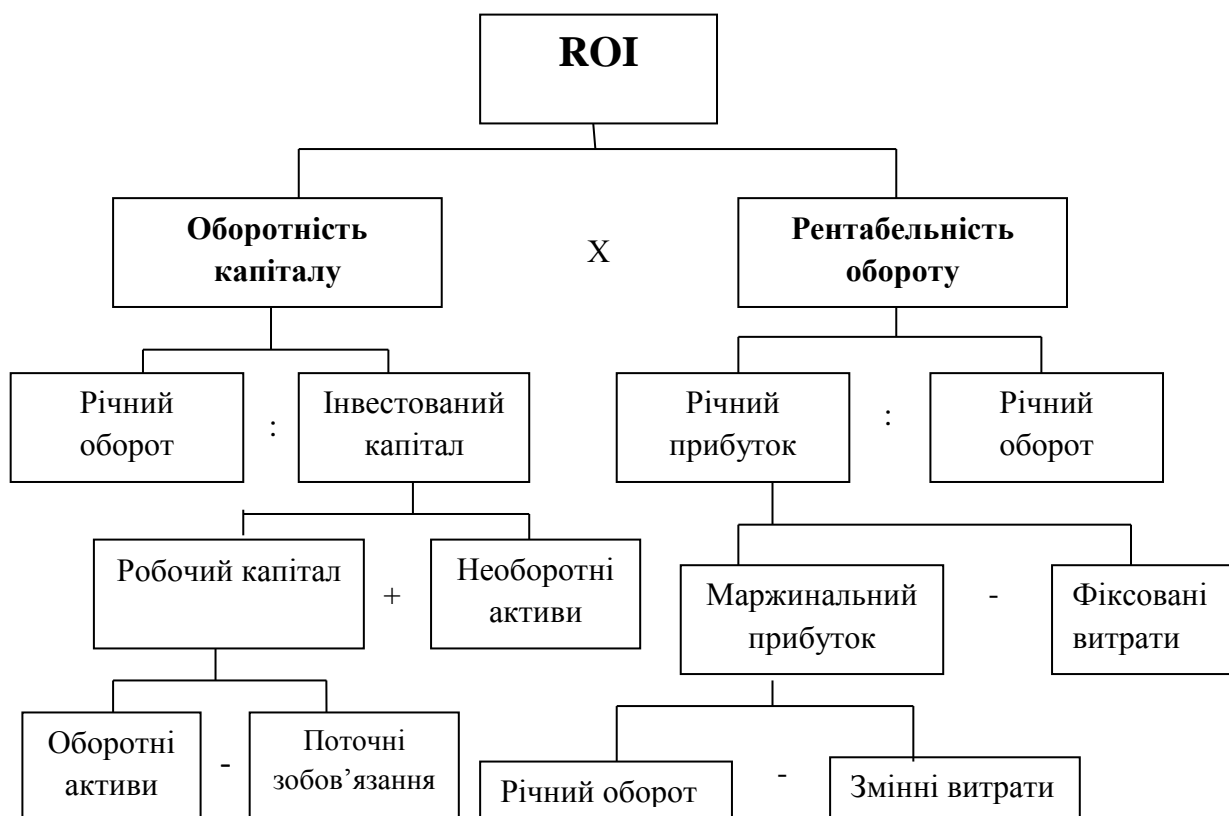 ROI
Оборотність
капіталу
X
Рентабельність
обороту
Річний
оборот
:
Інвестований
капітал
Річний
прибуток
:
Річний
оборот
Робочий капітал
+
Необоротні
активи
Маржинальний
прибуток
-
Фіксовані
витрати
Оборотні
активи
-
Поточні
зобов’язання
Річний оборот
-
Змінні витрати